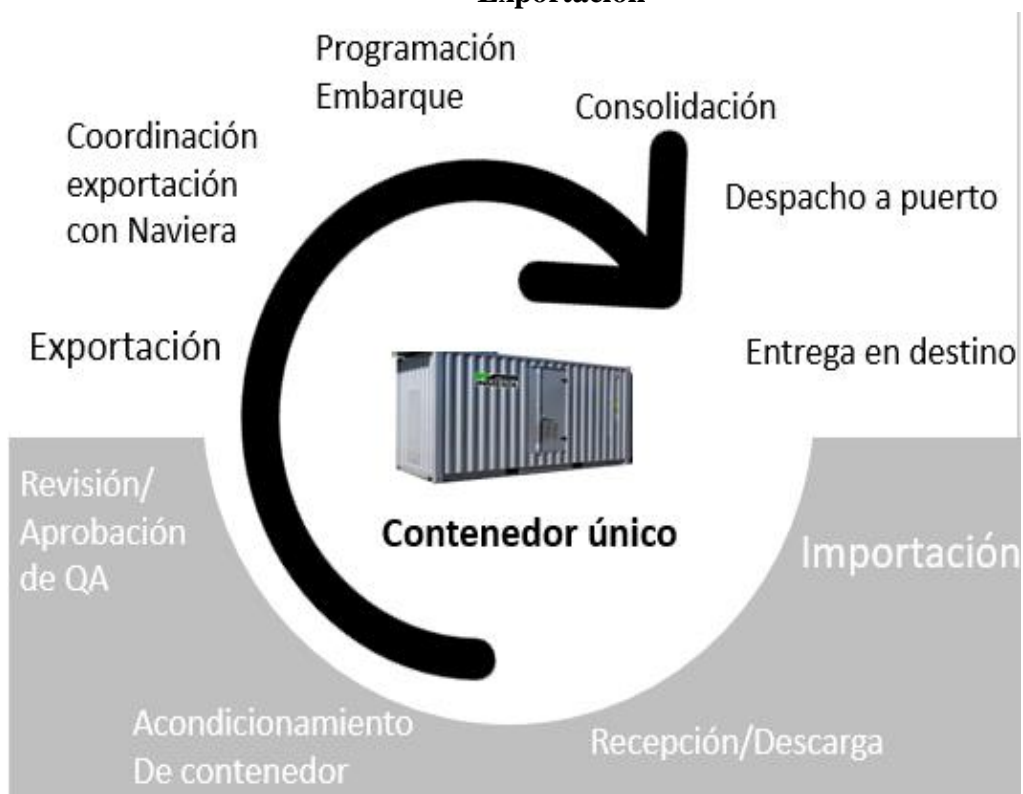 Exportación
Programación
Embarque
Consolidación
Coordinación
exportación
con Naviera
Despacho a puerto
Exportación
Entrega en destino
Revisión/
Aprobación
de QA
Contenedor único
Importación
Acondicionamiento
De contenedor
Recepción/Descarga